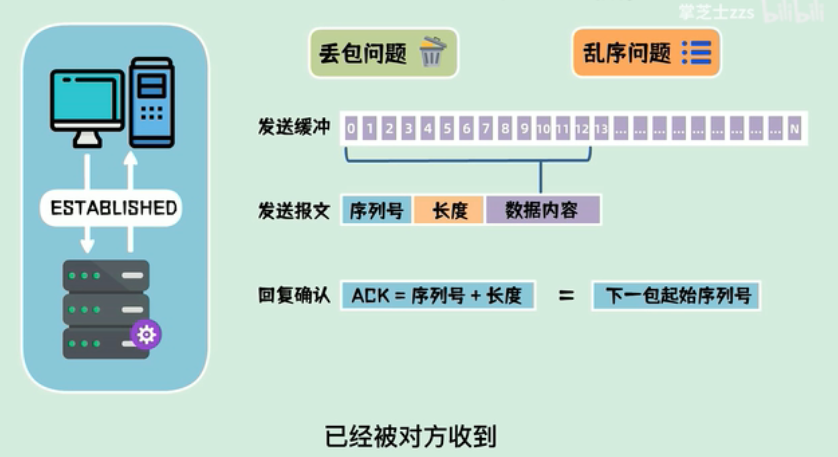 掌芝士zzs bilibili
丢包问题 乱序问题
发送缓冲 0 1 2 3 4 5 6 7 8 9 10 11 12 13 ... ... ... ... ... ... ... ... ... N
ESTABLISHED
发送报文 序列号 长度 数据内容
回复确认 ACK = 序列号 + 长度 = 下一包起始序列号
已经被对方收到